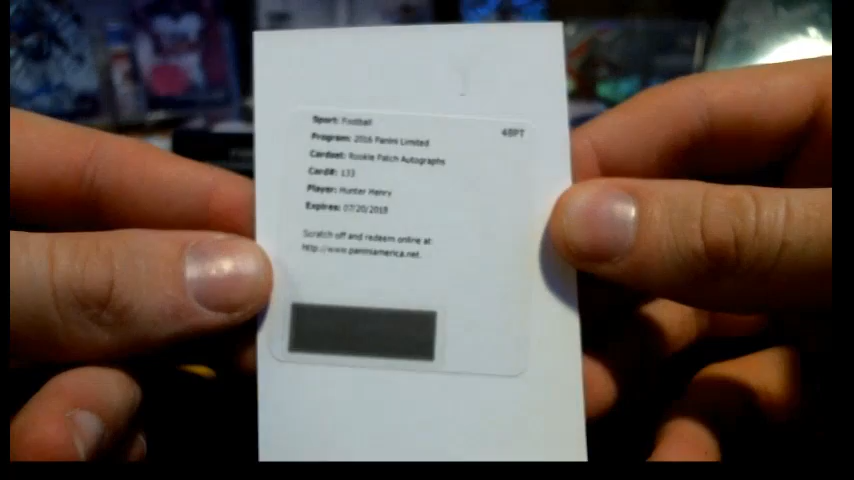 Sport: Football
48PT
Program: 2016 Panini Limited
Cardset: Rookie Patch Autographs
Card#: 133
Player: Hunter Henry
Expires: 07/20/2018
Scratch off and redeem online at
http://www.paniniamerica.net.